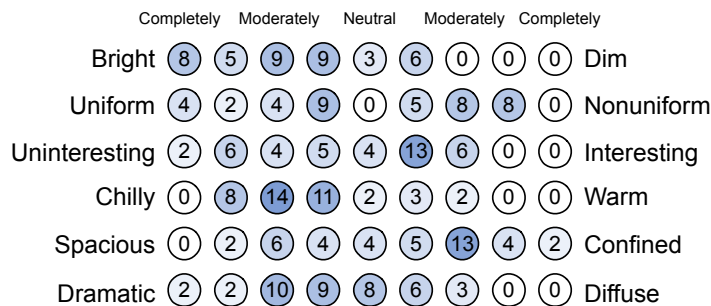 Completely Moderately Neutral Moderately Completely
Bright 8 5 9 9 3 6 0 0 0 Dim
Uniform 4 2 4 9 0 5 8 8 0 Nonuniform
Uninteresting 2 6 4 5 4 13 6 0 0 Interesting
Chilly 0 8 14 11 2 3 2 0 0 Warm
Spacious 0 2 6 4 4 5 13 4 2 Confined
Dramatic 2 2 10 9 8 6 3 0 0 Diffuse